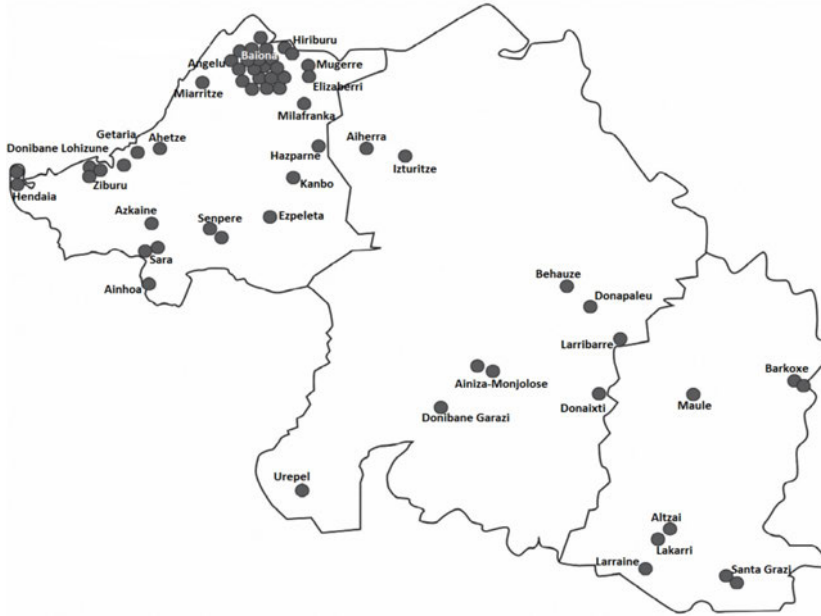 Hiriburu
Baiona
Angelu
Mugerre
Miarritze
Elizaberri
Milafranka
Getaria
Ahetze
Donibane Lohizune
Hazparne
Aiherra
Izturitze
Ziburu
Kanbo
Hendaia
Azkaine
Senpere
Ezpeleta
Sara
Ainhoa
Behauze
Donapaleu
Larribarre
Barkoxe
Ainiza-Monjolose
Donaixti
Maule
Donibane Garazi
Urepel
Altzai
Lakarri
Larraine
Santa Grazi